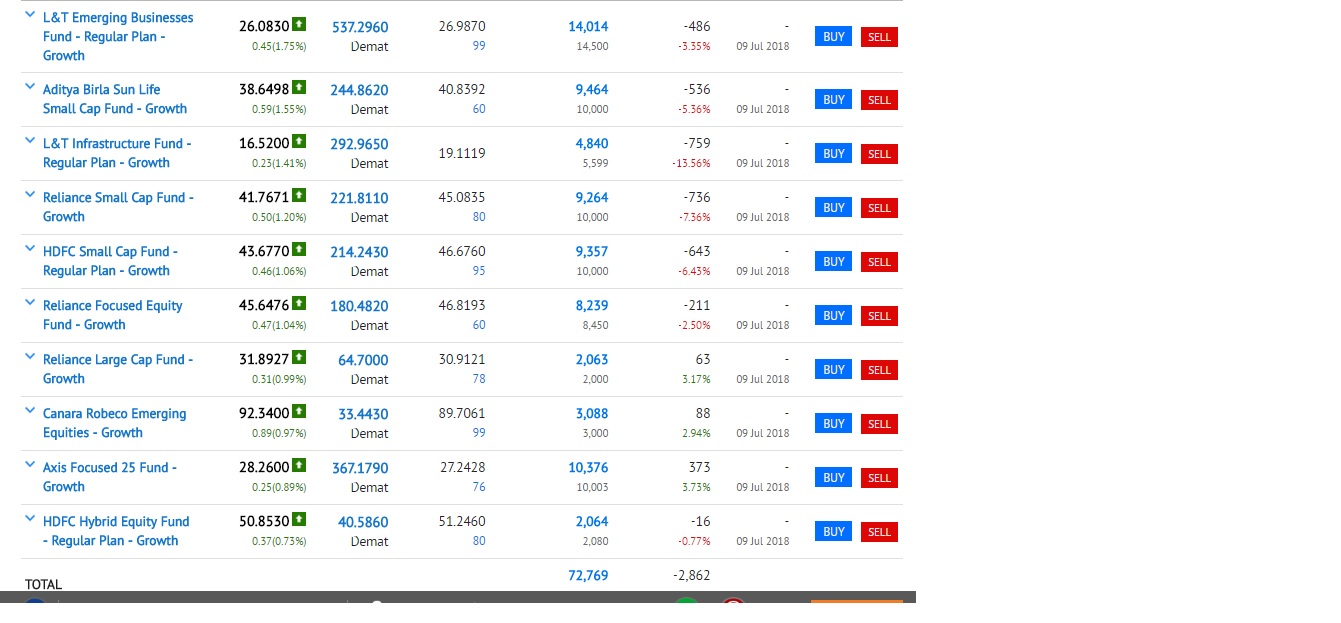 L&T Emerging Businesses Fund - Regular Plan - Growth 26.0830 0.45(1.75%) 537.2960 Demat 26.9870 99 14,014 14,500 -486 -3.35% - 09 Jul 2018 BUY SELL
Aditya Birla Sun Life Small Cap Fund - Growth 38.6498 0.59(1.55%) 244.8620 Demat 40.8392 60 9,464 10,000 -536 -5.36% - 09 Jul 2018 BUY SELL
L&T Infrastructure Fund - Regular Plan - Growth 16.5200 0.23(1.41%) 292.9650 Demat 19.1119 4,840 5,599 -759 -13.56% - 09 Jul 2018 BUY SELL
Reliance Small Cap Fund - Growth 41.7671 0.50(1.20%) 221.8110 Demat 45.0835 80 9,264 10,000 -736 -7.36% - 09 Jul 2018 BUY SELL
HDFC Small Cap Fund - Regular Plan - Growth 43.6770 0.46(1.06%) 214.2430 Demat 46.6760 95 9,357 10,000 -643 -6.43% - 09 Jul 2018 BUY SELL
Reliance Focused Equity Fund - Growth 45.6476 0.47(1.04%) 180.4820 Demat 46.8193 60 8,239 8,450 -211 -2.50% - 09 Jul 2018 BUY SELL
Reliance Large Cap Fund - Growth 31.8927 0.31(0.99%) 64.7000 Demat 30.9121 78 2,063 2,000 63 3.17% - 09 Jul 2018 BUY SELL
Canara Robeco Emerging Equities - Growth 92.3400 0.89(0.97%) 33.4430 Demat 89.7061 99 3,088 3,000 88 2.94% - 09 Jul 2018 BUY SELL
Axis Focused 25 Fund - Growth 28.2600 0.25(0.89%) 367.1790 Demat 27.2428 76 10,376 10,003 373 3.73% - 09 Jul 2018 BUY SELL
HDFC Hybrid Equity Fund - Regular Plan - Growth 50.8530 0.37(0.73%) 40.5860 Demat 51.2460 80 2,064 2,080 -16 -0.77% - 09 Jul 2018 BUY SELL
TOTAL 72,769 -2,862